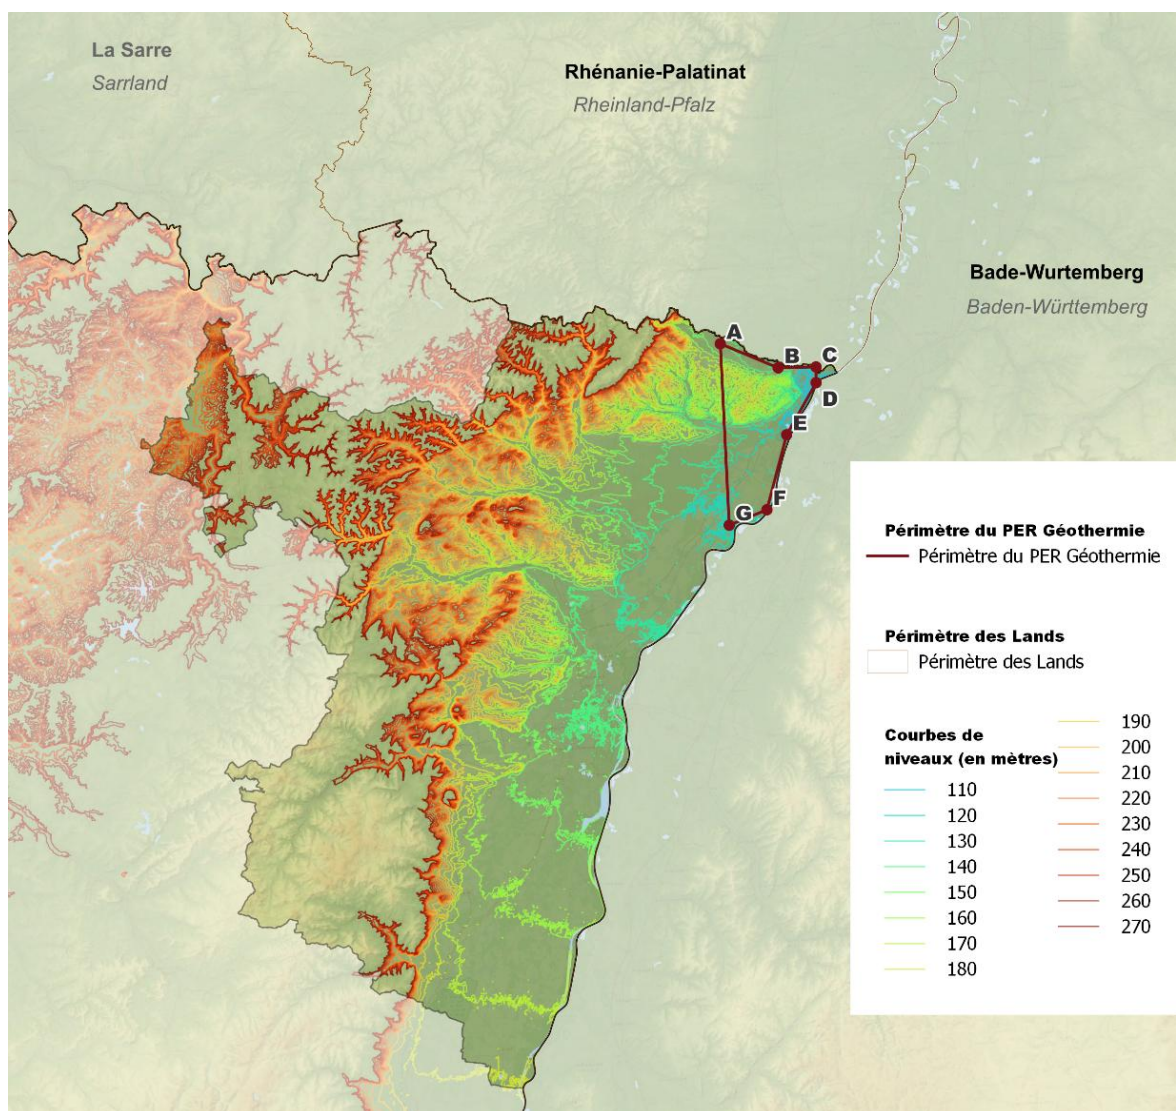 La Sarre
Sarrland
Rhénanie-Palatinat
Rheinland-Pfalz
Bade-Wurtemberg
Baden-Württemberg
A
B
C
D
E
F
G
Périmètre du PER Géothermie
Périmètre du PER Géothermie
Périmètre des Lands
Périmètre des Lands
Courbes de
niveaux (en mètres)
110
120
130
140
150
160
170
180
190
200
210
220
230
240
250
260
270